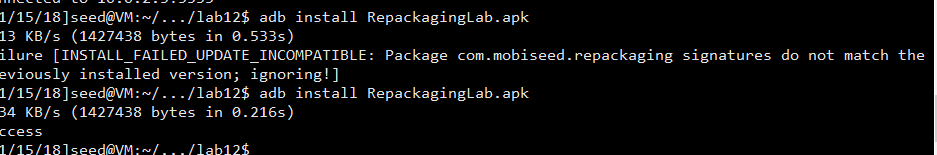 nnected to 10.0.2.5:5555
1/15/18]seed@VM:~/.../lab12$ adb install RepackagingLab.apk
13 KB/s (1427438 bytes in 0.533s)
ilure [INSTALL_FAILED_UPDATE_INCOMPATIBLE: Package com.mobiseed.repackaging signatures do not match the
eviously installed version; ignoring!]
1/15/18]seed@VM:~/.../lab12$ adb install RepackagingLab.apk
34 KB/s (1427438 bytes in 0.216s)
ccess
1/15/18]seed@VM:~/.../lab12$